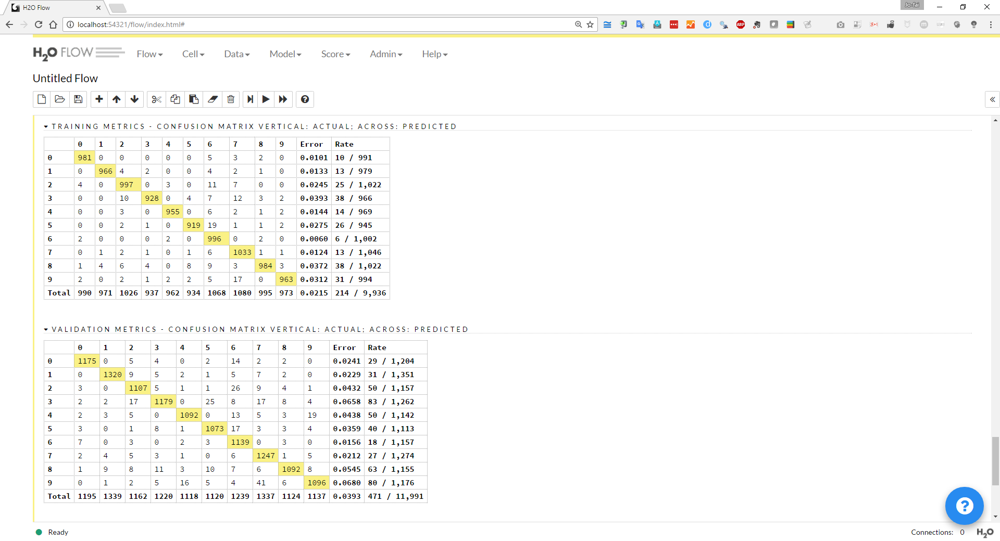 H2O Flow
Jo-fai
localhost:54321/flow/index.html#
H2O FLOW Flow Cell Data Model Score Admin Help
Untitled Flow
TRAINING METRICS - CONFUSION MATRIX VERTICAL: ACTUAL; ACROSS: PREDICTED
0 1 2 3 4 5 6 7 8 9 Error Rate
0 981 0 0 0 0 0 5 3 2 0 0.0101 10 / 991
1 0 966 4 2 0 0 4 2 1 0 0.0133 13 / 979
2 4 0 997 0 3 0 11 7 0 0 0.0245 25 / 1,022
3 0 0 10 928 0 4 7 12 3 2 0.0393 38 / 966
4 0 0 3 0 955 0 6 2 1 2 0.0144 14 / 969
5 0 0 2 1 0 919 19 1 1 2 0.0275 26 / 945
6 2 0 0 0 2 0 996 0 2 0 0.0060 6 / 1,002
7 0 1 2 1 0 1 6 1033 1 1 0.0124 13 / 1,046
8 1 4 6 4 0 8 9 3 984 3 0.0372 38 / 1,022
9 2 0 2 1 2 2 5 17 0 963 0.0312 31 / 994
Total 990 971 1026 937 962 934 1068 1080 995 973 0.0215 214 / 9,936
VALIDATION METRICS - CONFUSION MATRIX VERTICAL: ACTUAL; ACROSS: PREDICTED
0 1 2 3 4 5 6 7 8 9 Error Rate
0 1175 0 5 4 0 2 14 2 2 0 0.0241 29 / 1,204
1 0 1320 9 5 2 1 5 7 2 0 0.0229 31 / 1,351
2 3 0 1107 5 1 1 26 9 4 1 0.0432 50 / 1,157
3 2 2 17 1179 0 25 8 17 8 4 0.0658 83 / 1,262
4 2 3 5 0 1092 0 13 5 3 19 0.0438 50 / 1,142
5 3 0 1 8 1 1073 17 3 3 4 0.0359 40 / 1,113
6 7 0 3 0 2 3 1139 0 3 0 0.0156 18 / 1,157
7 2 4 5 3 1 0 6 1247 1 5 0.0212 27 / 1,274
8 1 9 8 11 3 10 7 6 1092 8 0.0545 63 / 1,155
9 0 1 2 5 16 5 4 41 6 1096 0.0680 80 / 1,176
Total 1195 1339 1162 1220 1118 1120 1239 1337 1124 1137 0.0393 471 / 11,991
Ready
Connections: 0 H2O